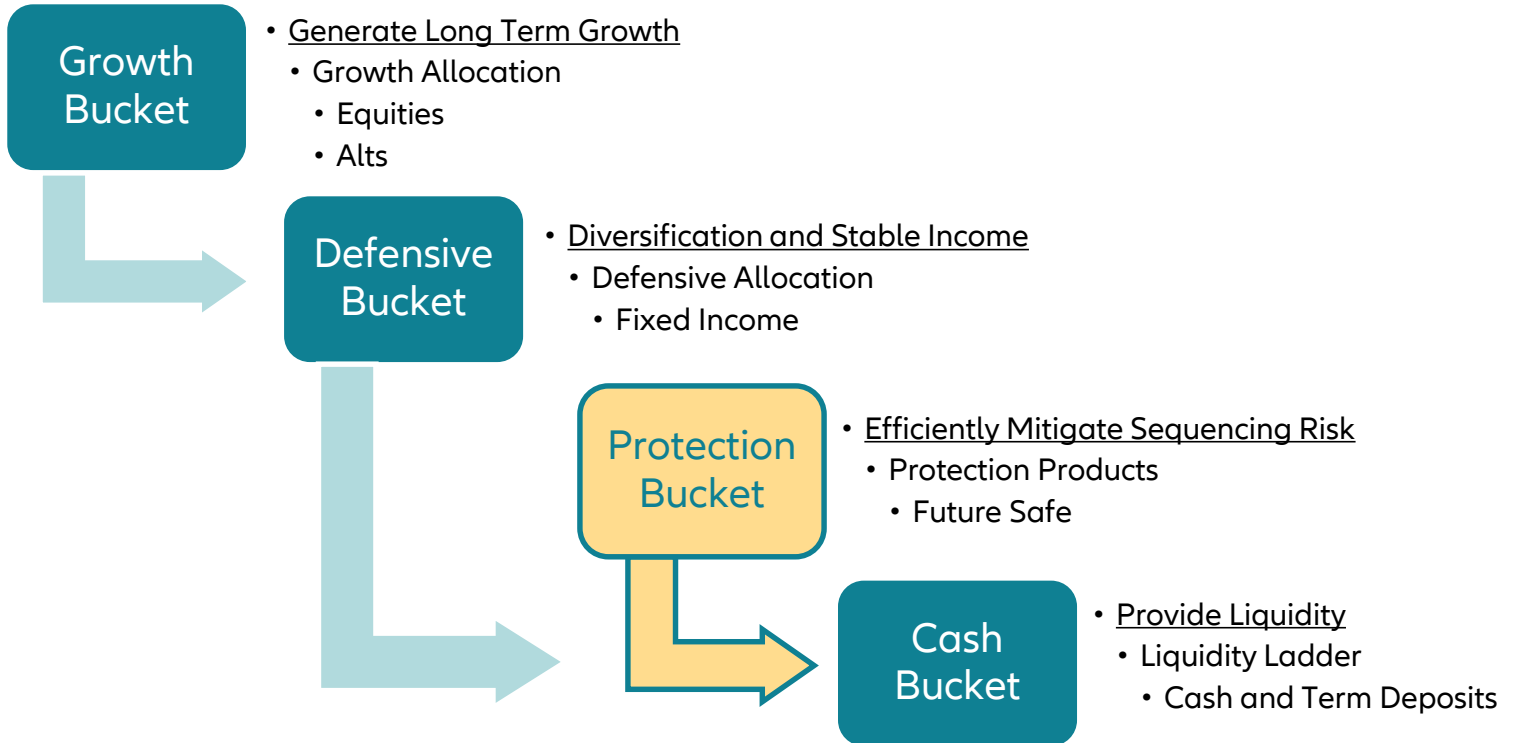 Growth
Bucket
• Generate Long Term Growth
• Growth Allocation
• Equities
• Alts
Defensive
Bucket
• Diversification and Stable Income
• Defensive Allocation
• Fixed Income
Protection
Bucket
• Efficiently Mitigate Sequencing Risk
• Protection Products
• Future Safe
Cash
Bucket
• Provide Liquidity
• Liquidity Ladder
• Cash and Term Deposits